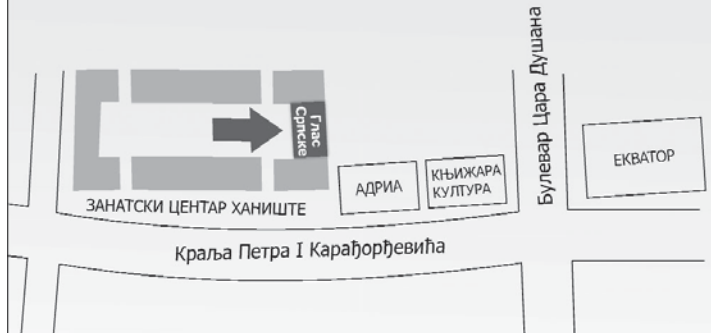 Глас
Српске
ЗАНАТСКИ ЦЕНТАР ХАНИШТЕ
АДРИА
КЊИЖАРА
КУЛТУРА
Булевар Цара Душана
ЕКВАТОР
Краља Петра I Карађорђевића